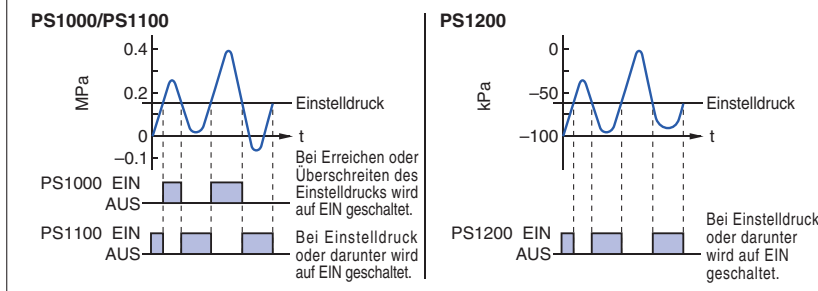 PS1000/PS1100
0.4
MPa
0.2
Einstelldruck
0
t
–0.1
Bei Erreichen oder
Überschreiten des
Einstelldrucks wird
auf EIN geschaltet.
PS1000 EIN
AUS
PS1100 EIN
AUS
Bei Einstelldruck
oder darunter wird
auf EIN geschaltet.
PS1200
0
kPa
–50
Einstelldruck
–100
t
PS1200 EIN
AUS
Bei Einstelldruck
oder darunter
wird auf EIN
geschaltet.